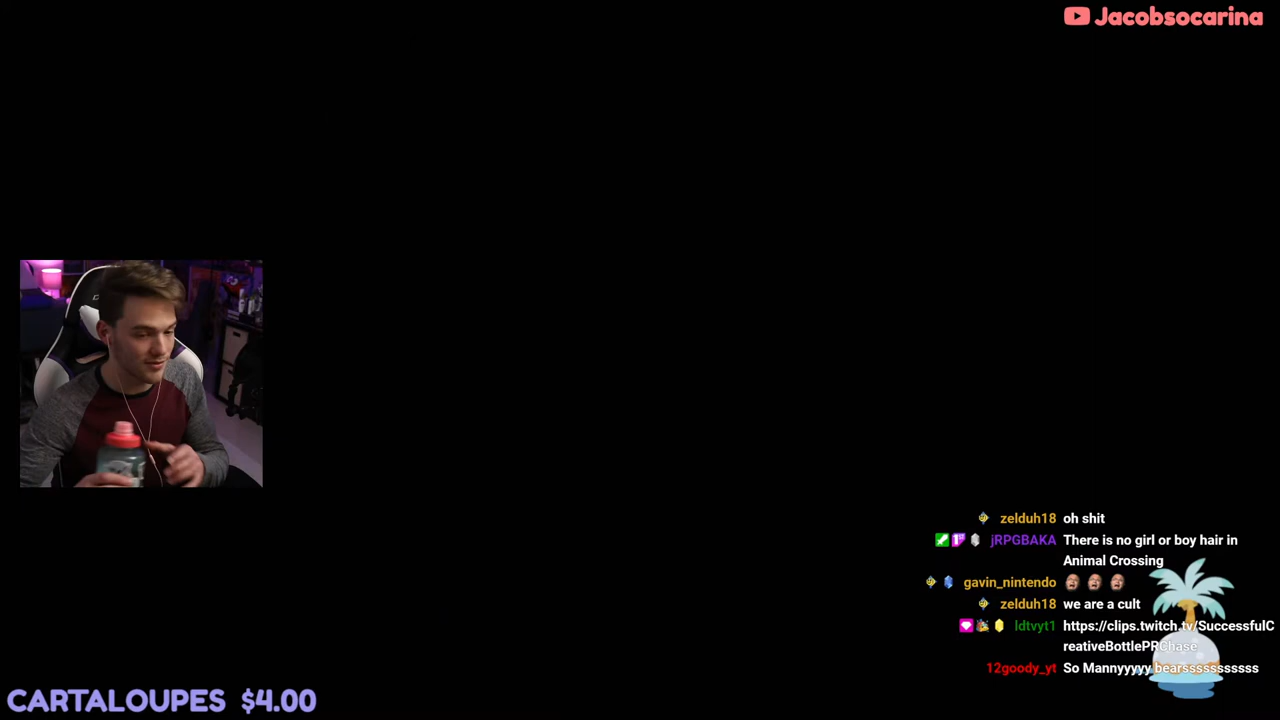 Jacobsocarina
zelduh18 oh shit
jRPGBAKA There is no girl or boy hair in
Animal Crossing
gavin_nintendo
zelduh18 we are a cult
ldtvyt1 https://clips.twitch.tv/SuccessfulC
reativeBottlePRChase
12goody_yt So Mannyyyyy bearsssssssssss
CARTALOUPES $4.00